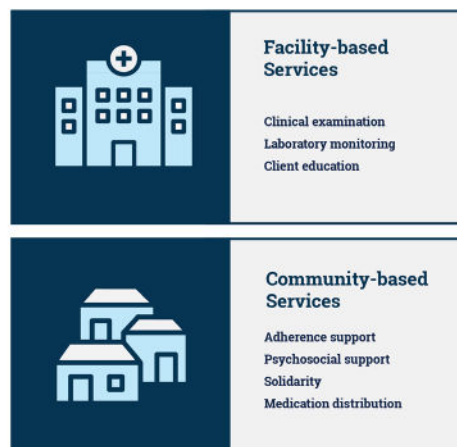 Facility-based
Services
Clinical examination
Laboratory monitoring
Client education
Community-based
Services
Adherence support
Psychosocial support
Solidarity
Medication distribution